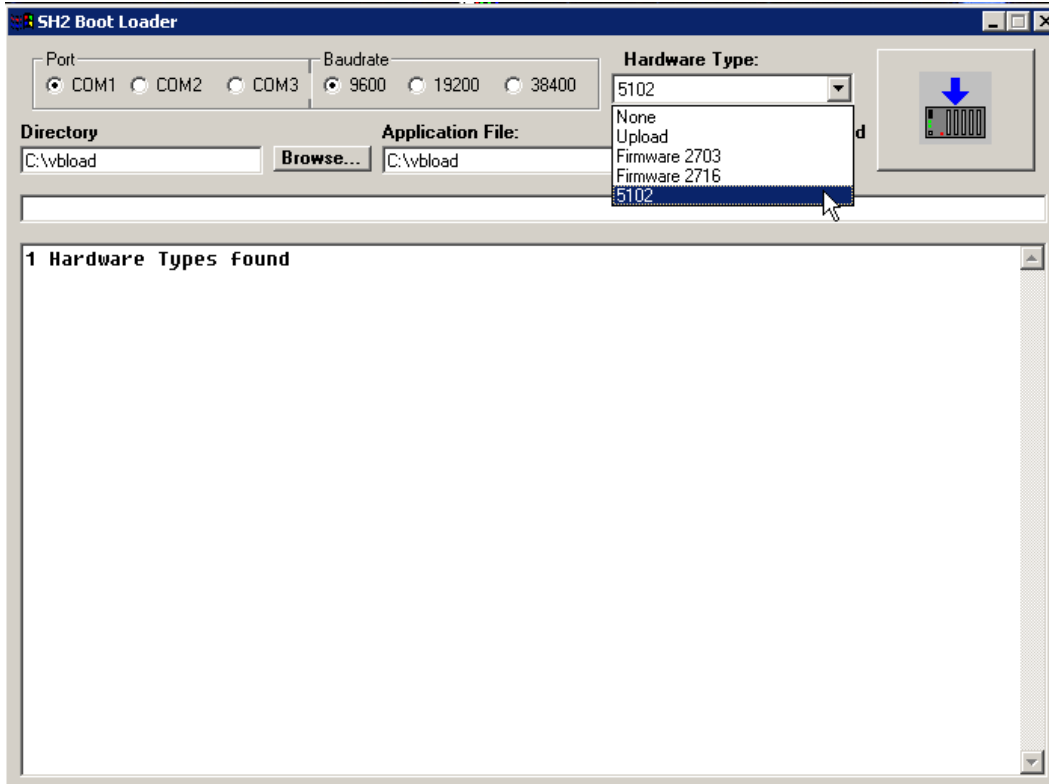 SH2 Boot Loader
Port
COM1 COM2 COM3
Baudrate
9600 19200 38400
Hardware Type:
5102
None
Upload
Firmware 2703
Firmware 2716
5102
Directory
C:\vbload
Browse...
Application File:
C:\vbload
d
1 Hardware Types found